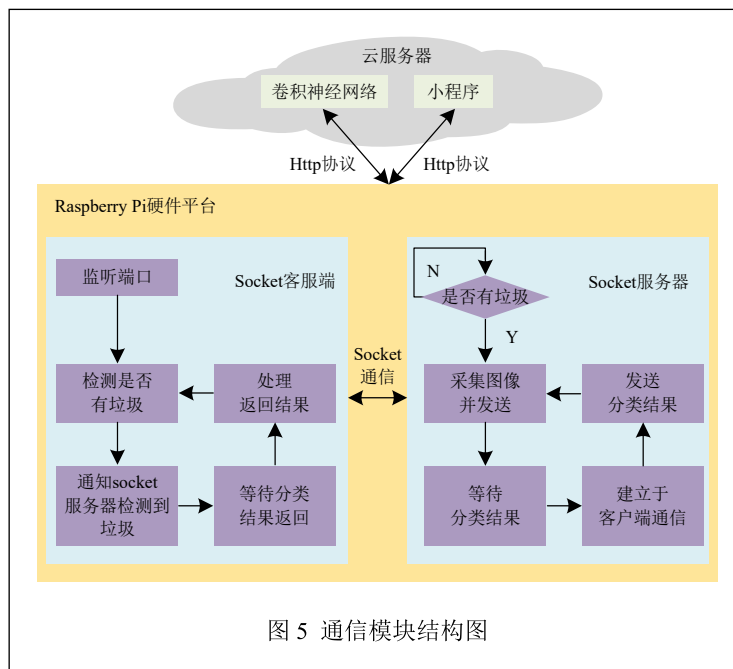 云服务器
卷积神经网络
小程序
Http协议
Http协议
Raspberry Pi硬件平台
监听端口
Socket客服端
检测是否
有垃圾
处理
返回结果
通知socket
服务器检测到
垃圾
等待分类
结果返回
Socket
通信
N
是否有垃圾
Socket服务器
Y
采集图像
并发送
发送
分类结果
等待
分类结果
建立于
客户端通信
图 5 通信模块结构图